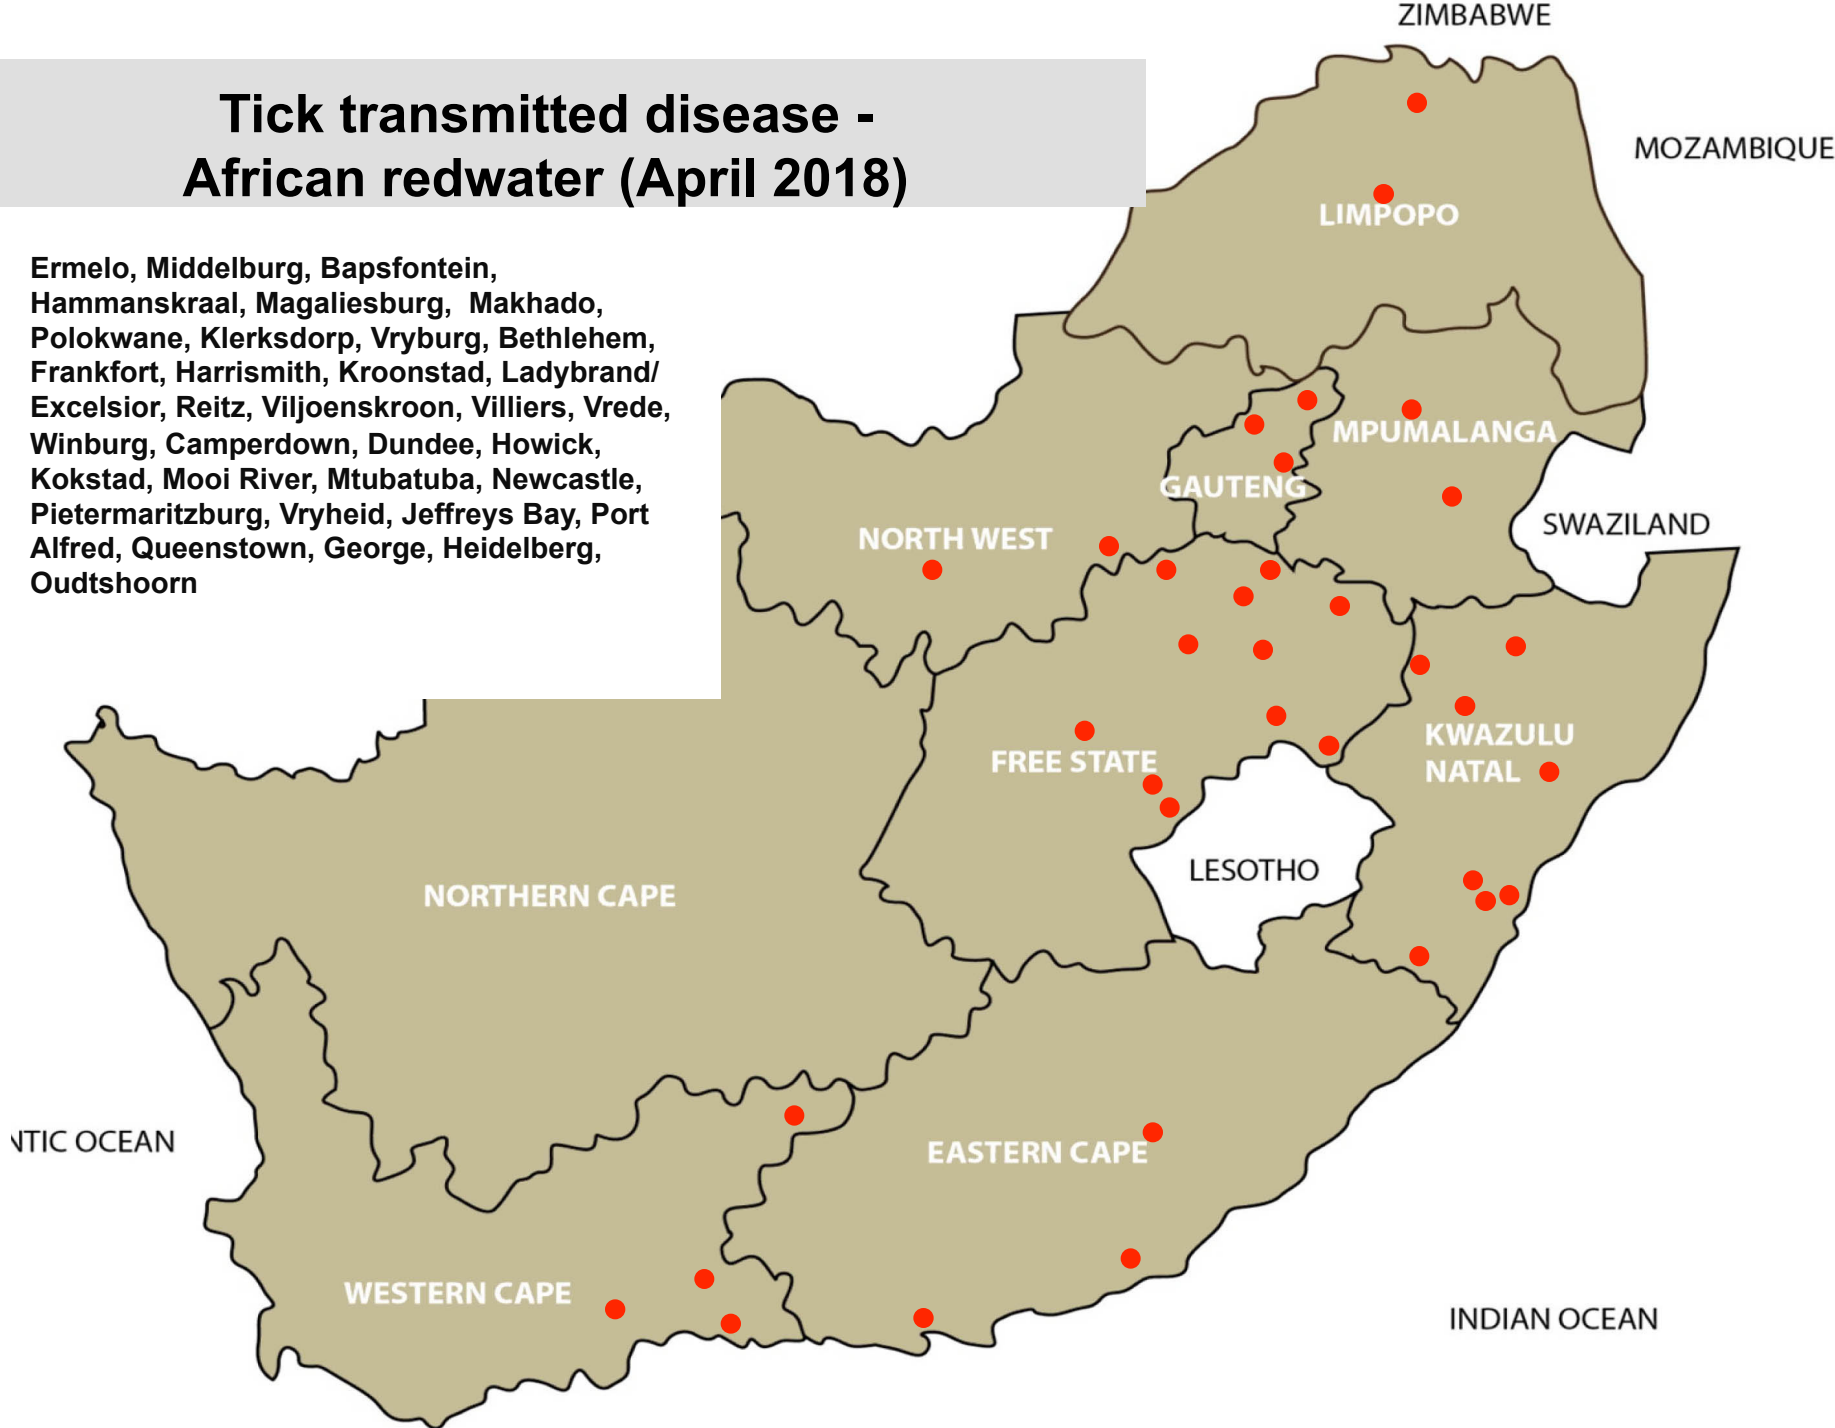 ZIMBABWE
Tick transmitted disease -
African redwater (April 2018)
MOZAMBIQUE
LIMPOPO
Ermelo, Middelburg, Bapsfontein,
Hammanskraal, Magaliesburg,  Makhado,
Polokwane, Klerksdorp, Vryburg, Bethlehem,
Frankfort, Harrismith, Kroonstad, Ladybrand/
Excelsior, Reitz, Viljoenskroon, Villiers, Vrede,
Winburg, Camperdown, Dundee, Howick,
Kokstad, Mooi River, Mtubatuba, Newcastle,
Pietermaritzburg, Vryheid, Jeffreys Bay, Port
Alfred, Queenstown, George, Heidelberg,
Oudtshoorn
MPUMALANGA
GAUTENG
SWAZILAND
NORTH WEST
KWAZULU
NATAL
FREE STATE
LESOTHO
NORTHERN CAPE
NTIC OCEAN
EASTERN CAPE
WESTERN CAPE
INDIAN OCEAN